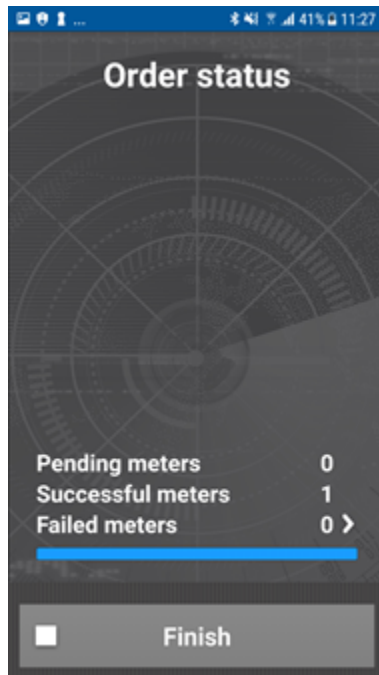 41% 11:27
Order status
Pending meters 0
Successful meters 1
Failed meters 0
Finish